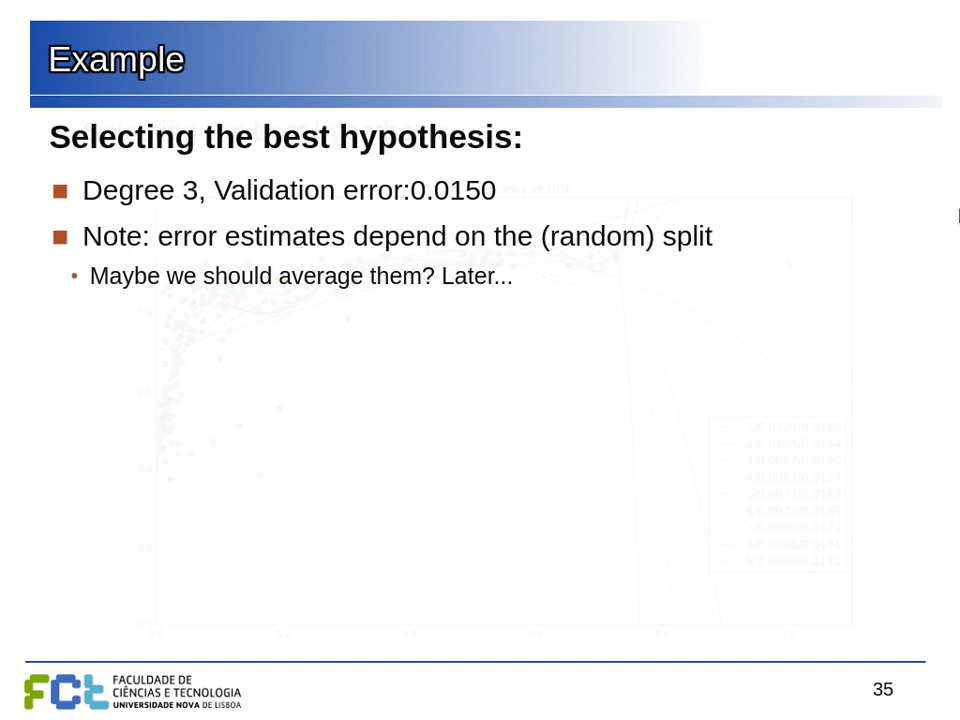 Example
Selecting the best hypothesis:
Degree 3, Validation error:0.0150
Note: error estimates depend on the (random) split
Maybe we should average them? Later...
FACULDADE DE
CIÊNCIAS E TECNOLOGIA
UNIVERSIDADE NOVA DE LISBOA
35